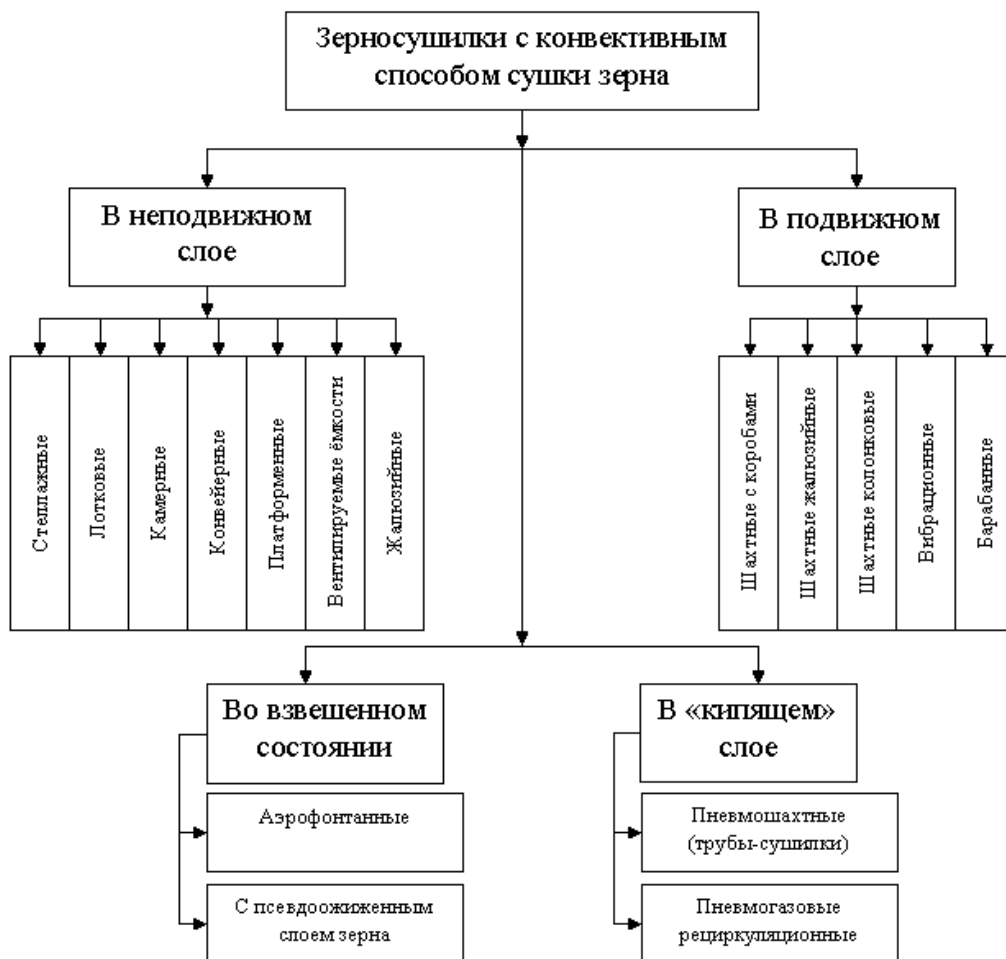 Зерносушилки с конвективным
способом сушки зерна
В неподвижном
слое
В подвижном
слое
Стеллажные
Лотковые
Камерные
Конвейерные
Платформенные
Вентилируемые ёмкости
Жалюзийные
Шахтные с коробами
Шахтные жалюзийные
Шахтные колонковые
Вибрационные
Барабанные
Во взвешенном
состоянии
В «кипящем»
слое
Аэрофонтанные
Пневмошахтные
(трубы-сушилки)
С псевдоожиженным
слоем зерна
Пневмогазовые
рециркуляционные